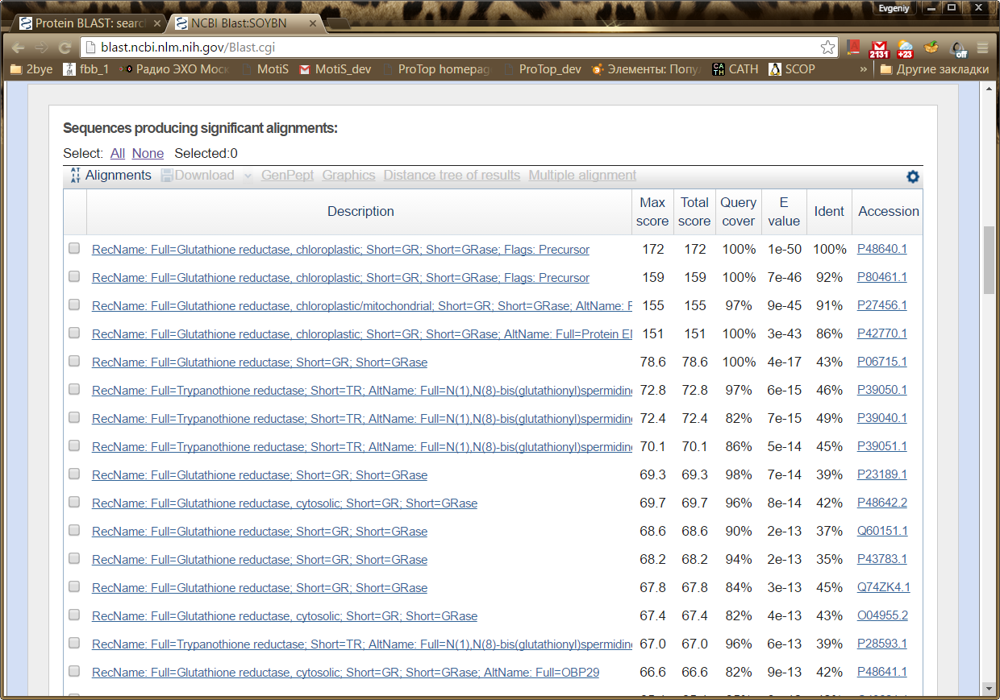 Evgeniy
Protein BLAST: searc
NCBI Blast:SOYBN
blast.ncbi.nlm.nih.gov/Blast.cgi
2131
+23
off
2bye
fbb_1
Радио ЭХО Моск
MotiS
MotiS_dev
ProTop homepag
ProTop_dev
Элементы: Попул
CATH
SCOP
»
Другие закладки
Sequences producing significant alignments:
Select: All None Selected:0
Alignments Download GenPept Graphics Distance tree of results Multiple alignment
Description Max score Total score Query cover E value Ident Accession
RecName: Full=Glutathione reductase, chloroplastic; Short=GR; Short=GRase; Flags: Precursor 172 172 100% 1e-50 100% P48640.1
RecName: Full=Glutathione reductase, chloroplastic; Short=GR; Short=GRase; Flags: Precursor 159 159 100% 7e-46 92% P80461.1
RecName: Full=Glutathione reductase, chloroplastic/mitochondrial; Short=GR; Short=GRase; AltName: F 155 155 97% 9e-45 91% P27456.1
RecName: Full=Glutathione reductase, chloroplastic; Short=GR; Short=GRase; AltName: Full=Protein EI 151 151 100% 3e-43 86% P42770.1
RecName: Full=Glutathione reductase; Short=GR; Short=GRase 78.6 78.6 100% 4e-17 43% P06715.1
RecName: Full=Trypanothione reductase; Short=TR; AltName: Full=N(1),N(8)-bis(glutathionyl)spermidine 72.8 72.8 97% 6e-15 46% P39050.1
RecName: Full=Trypanothione reductase; Short=TR; AltName: Full=N(1),N(8)-bis(glutathionyl)spermidine 72.4 72.4 82% 7e-15 49% P39040.1
RecName: Full=Trypanothione reductase; Short=TR; AltName: Full=N(1),N(8)-bis(glutathionyl)spermidine 70.1 70.1 86% 5e-14 45% P39051.1
RecName: Full=Glutathione reductase; Short=GR; Short=GRase 69.3 69.3 98% 7e-14 39% P23189.1
RecName: Full=Glutathione reductase, cytosolic; Short=GR; Short=GRase 69.7 69.7 96% 8e-14 42% P48642.2
RecName: Full=Glutathione reductase; Short=GR; Short=GRase 68.6 68.6 90% 2e-13 37% Q60151.1
RecName: Full=Glutathione reductase; Short=GR; Short=GRase 68.2 68.2 94% 2e-13 35% P43783.1
RecName: Full=Glutathione reductase; Short=GR; Short=GRase 67.8 67.8 84% 3e-13 45% Q74ZK4.1
RecName: Full=Glutathione reductase, cytosolic; Short=GR; Short=GRase 67.4 67.4 82% 4e-13 43% O04955.2
RecName: Full=Trypanothione reductase; Short=TR; AltName: Full=N(1),N(8)-bis(glutathionyl)spermidine 67.0 67.0 96% 6e-13 39% P28593.1
RecName: Full=Glutathione reductase, cytosolic; Short=GR; Short=GRase; AltName: Full=OBP29 66.6 66.6 82% 9e-13 42% P48641.1